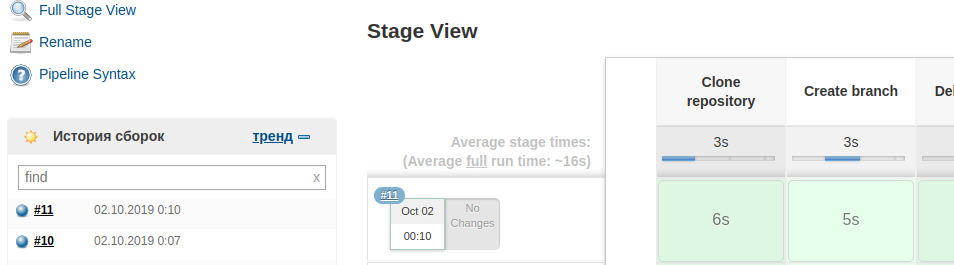 Full Stage View
Rename
Pipeline Syntax
История сборок тренд
find x
#11 02.10.2019 0:10
#10 02.10.2019 0:07
Stage View
Clone
repository
Create branch
Del
Average stage times:
(Average full run time: ~16s)
3s
3s
#11
Oct 02
00:10
No
Changes
6s
5s